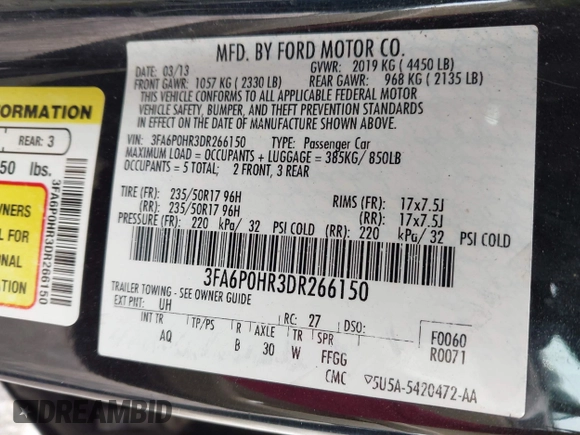 MFD. BY FORD MOTOR CO.
DATE: 03/13
GVWR: 2019 KG ( 4450 LB)
FRONT GAWR: 1057 KG ( 2330 LB)
REAR GAWR: 968 KG ( 2135 LB)
THIS VEHICLE CONFORMS TO ALL APPLICABLE FEDERAL MOTOR
VEHICLE SAFETY, BUMPER, AND THEFT PREVENTION STANDARDS
IN EFFECT ON THE DATE OF MANUFACTURE SHOWN ABOVE.
VIN: 3FA6P0HR3DR266150 TYPE: Passenger Car
MAXIMUM LOAD = OCCUPANTS + LUGGAGE = 385KG/ 850LB
OCCUPANTS = 5 TOTAL; 2 FRONT, 3 REAR
TIRE (FR): 235/50R17 96H RIMS (FR): 17x7.5J
(RR): 235/50R17 96H (RR): 17x7.5J
PRESSURE (FR) 220 kPa/ 32 PSI COLD (RR) 220 kPa/ 32 PSI COLD
3FA6P0HR3DR266150
TRAILER TOWING - SEE OWNER GUIDE
EXT PNT: UH RC: 27 DSO:
INT TR TP/PS R AXLE TR SPR
AQ B 30 W FFGG
F0060
R0071
CMC 5U5A-5420472-AA
FORMATION
REAR: 3
50 lbs.
3FA6P0HR3DR266150
WNERS
L FOR
ONAL
ON
DREAMBID